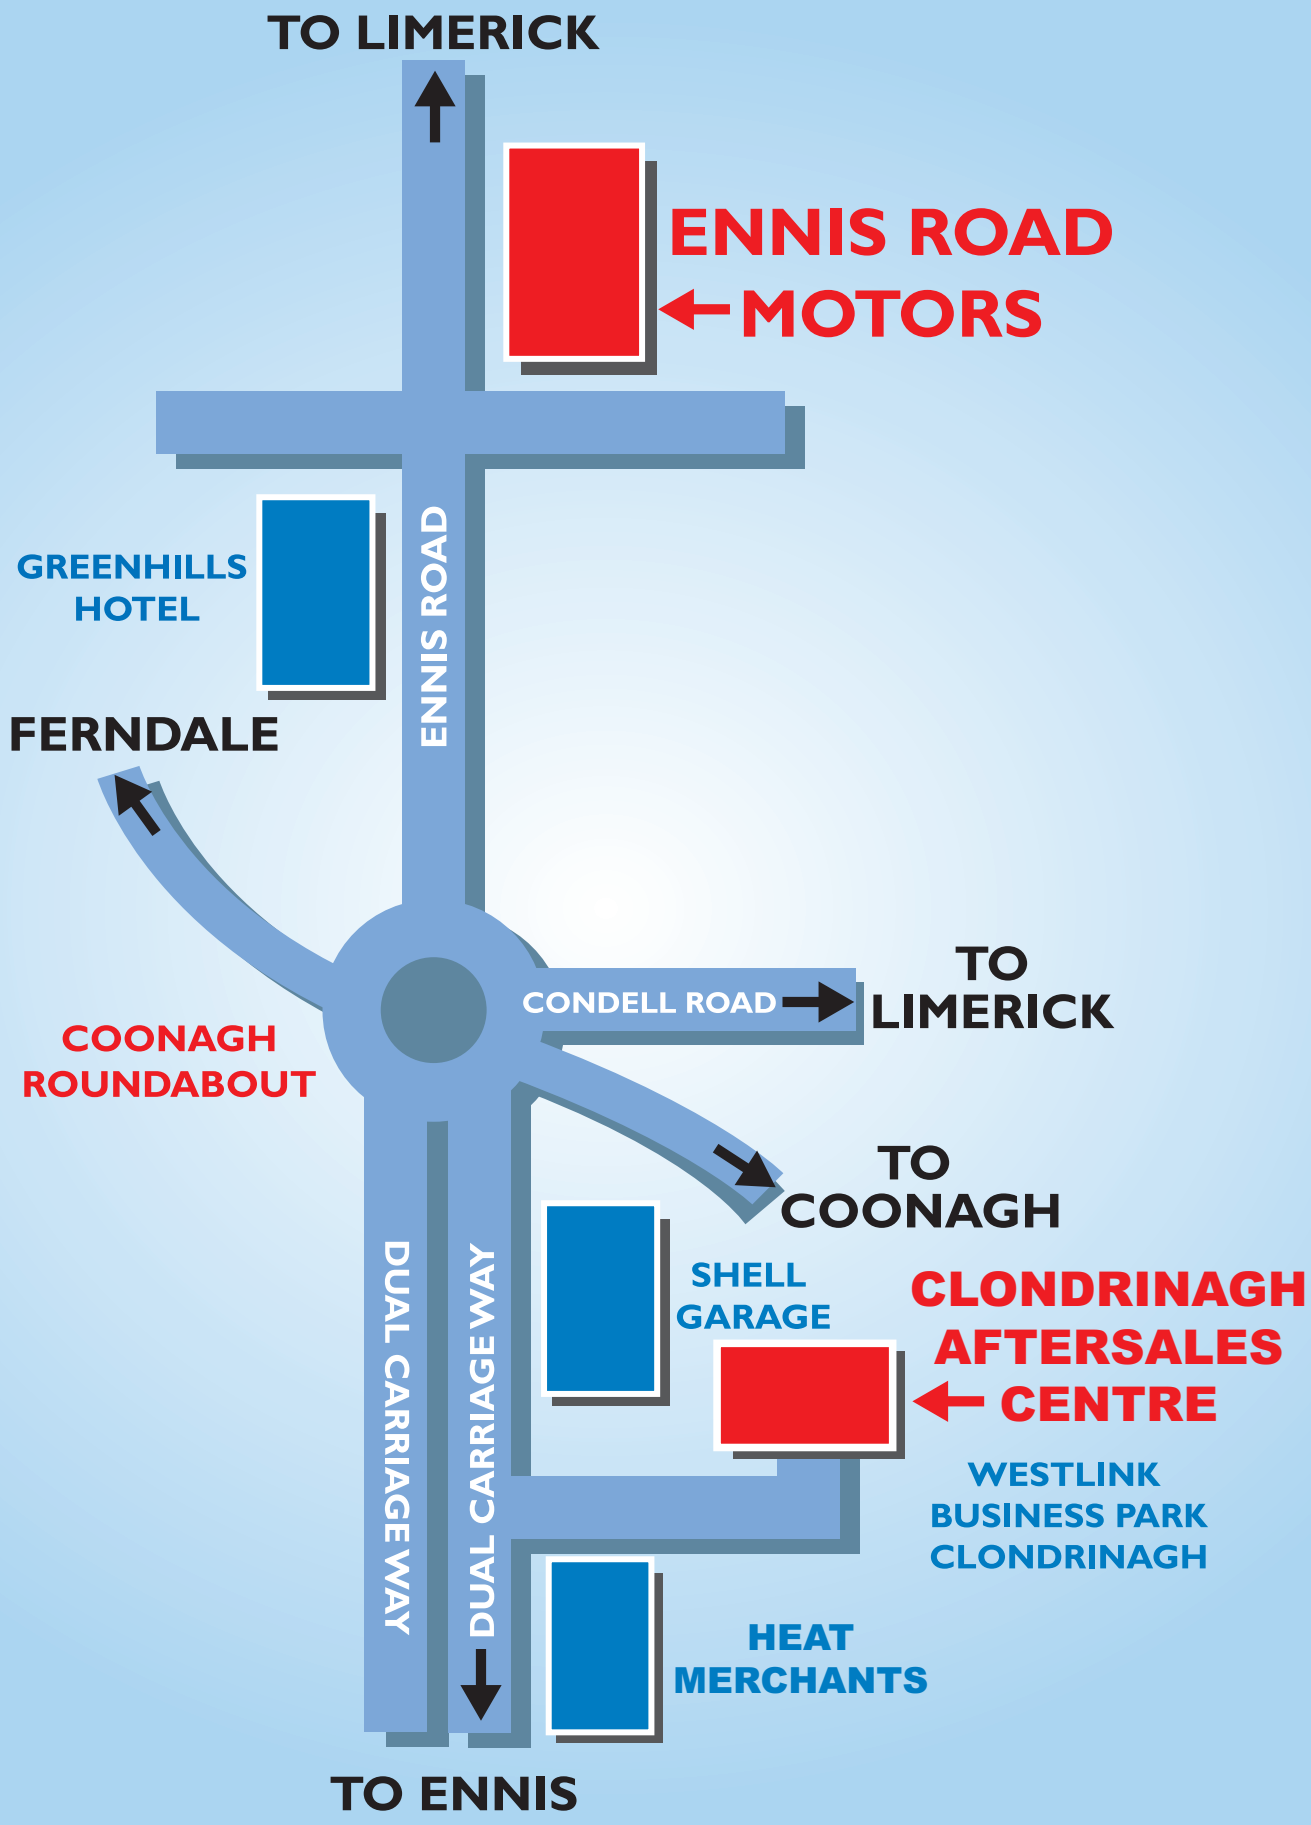 TO LIMERICK
ENNIS ROAD
MOTORS
ENNIS ROAD
GREENHILLS
HOTEL
FERNDALE
TO
LIMERICK
CONDELL ROAD
COONAGH
ROUNDABOUT
TO
COONAGH
DUAL CARRIAGE WAY
DUAL CARRIAGE WAY
SHELL
GARAGE
CLONDRINAGH
AFTERSALES
CENTRE
WESTLINK
BUSINESS PARK
CLONDRINAGH
HEAT
MERCHANTS
TO ENNIS